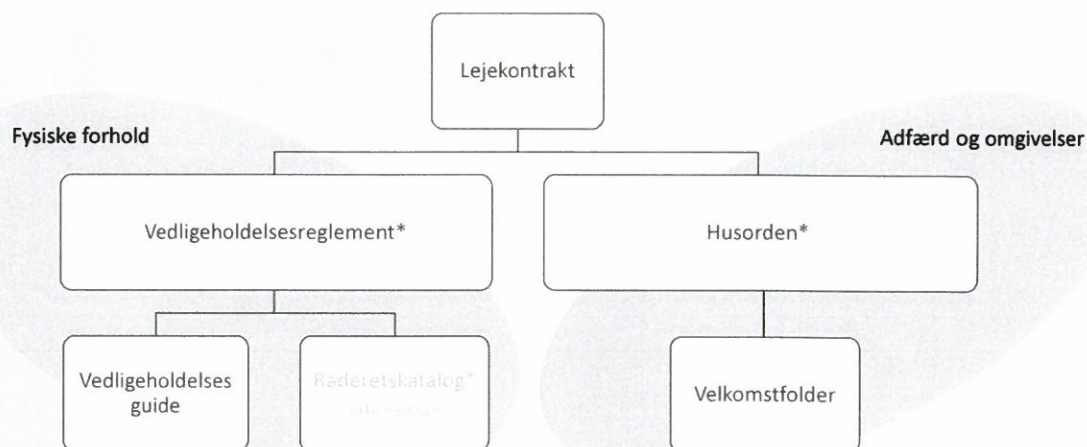 Lejekontrakt
Fysiske forhold
Adfærd og omgivelser
Vedligeholdelsesreglement*
Husorden*
Vedligeholdelses
guide
Råderetskatalog*
Velkomstfolder